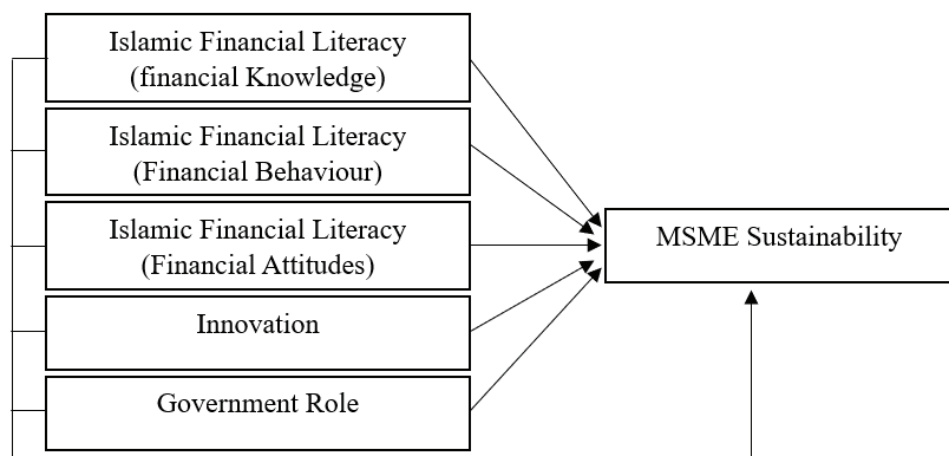 Islamic Financial Literacy
(financial Knowledge)
Islamic Financial Literacy
(Financial Behaviour)
Islamic Financial Literacy
(Financial Attitudes)
Innovation
Government Role
MSME Sustainability